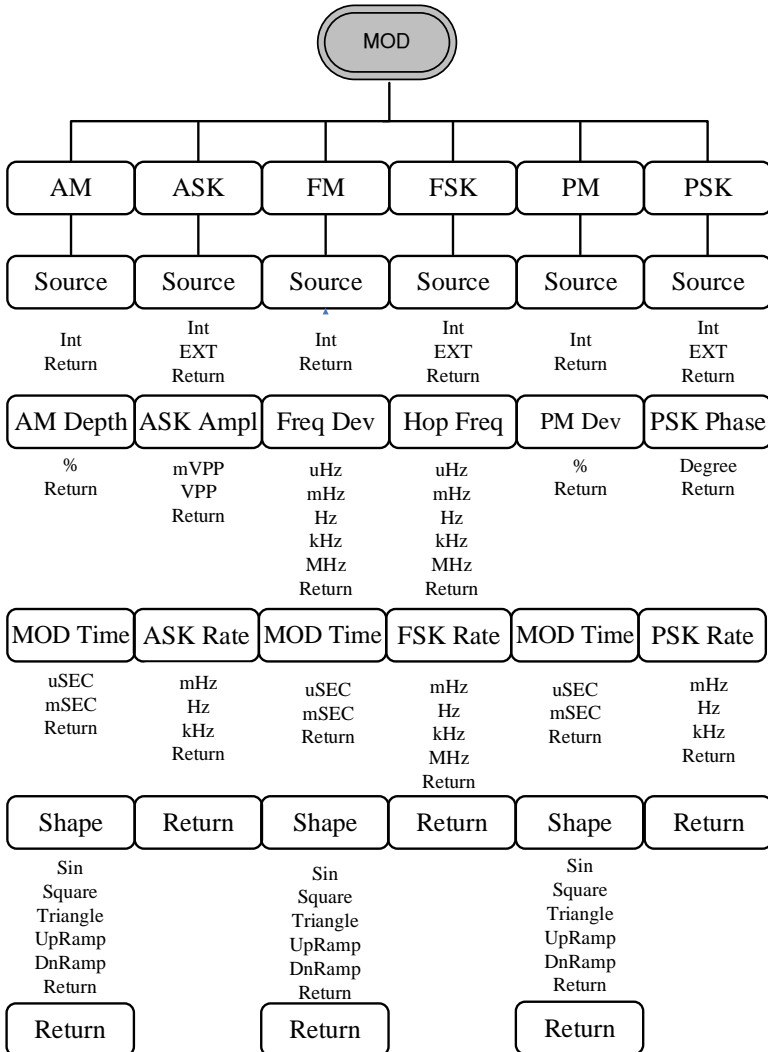 MOD
AM ASK FM FSK PM PSK
Source Source Source Source Source Source
Int
Return
Int
EXT
Return
Int
Return
Int
EXT
Return
Int
Return
Int
EXT
Return
AM Depth ASK Ampl Freq Dev Hop Freq PM Dev PSK Phase
%
Return
mVPP
VPP
Return
uHz
mHz
Hz
kHz
MHz
Return
uHz
mHz
Hz
kHz
MHz
Return
%
Return
Degree
Return
MOD Time ASK Rate MOD Time FSK Rate MOD Time PSK Rate
uSEC
mSEC
Return
mHz
Hz
kHz
Return
uSEC
mSEC
Return
mHz
Hz
kHz
MHz
Return
uSEC
mSEC
Return
mHz
Hz
kHz
Return
Shape Return Shape Return Shape Return
Sin
Square
Triangle
UpRamp
DnRamp
Return
Sin
Square
Triangle
UpRamp
DnRamp
Return
Sin
Square
Triangle
UpRamp
DnRamp
Return
Return Return Return